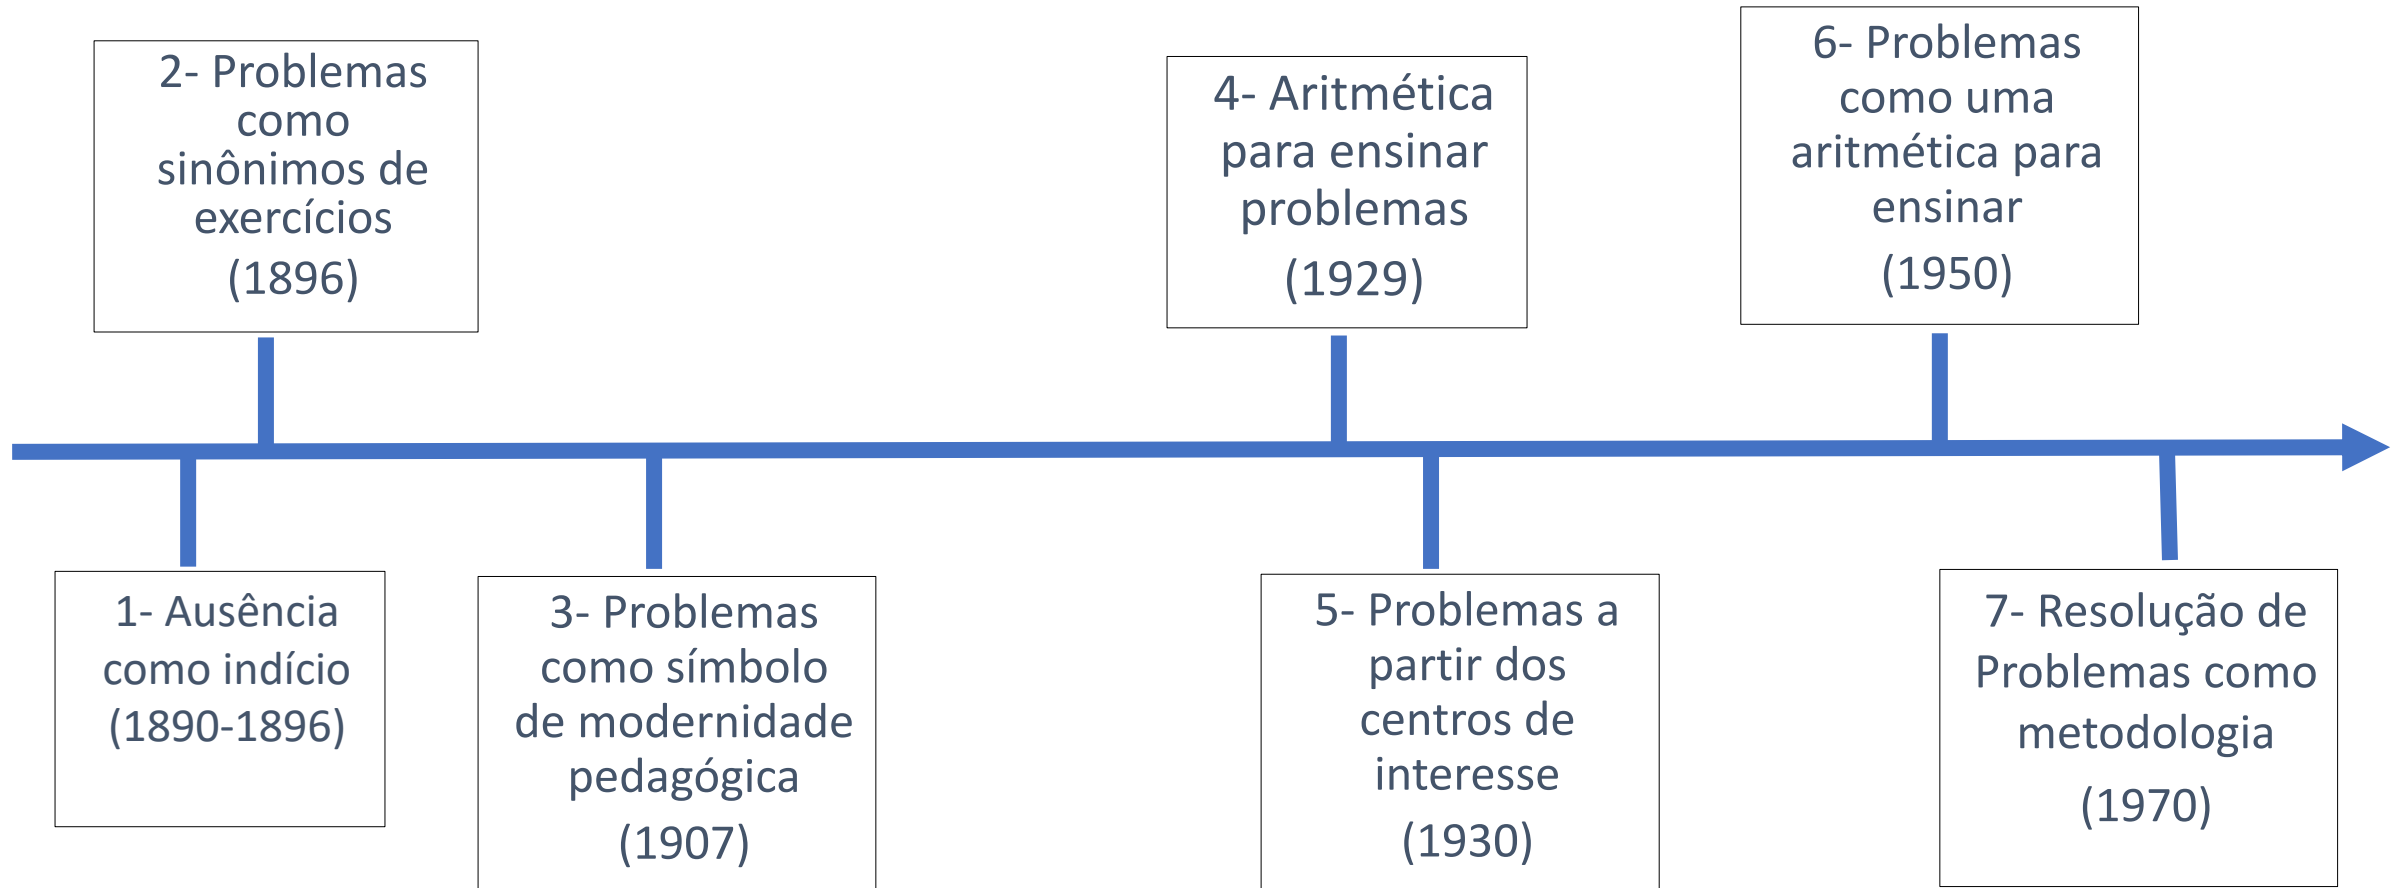 1- Ausência
como indício
(1890-1896)
2- Problemas
como
sinônimos de
exercícios
(1896)
3- Problemas
como símbolo
de modernidade
pedagógica
(1907)
4- Aritmética
para ensinar
problemas
(1929)
5- Problemas a
partir dos
centros de
interesse
(1930)
6- Problemas
como uma
aritmética para
ensinar
(1950)
7- Resolução de
Problemas como
metodologia
(1970)